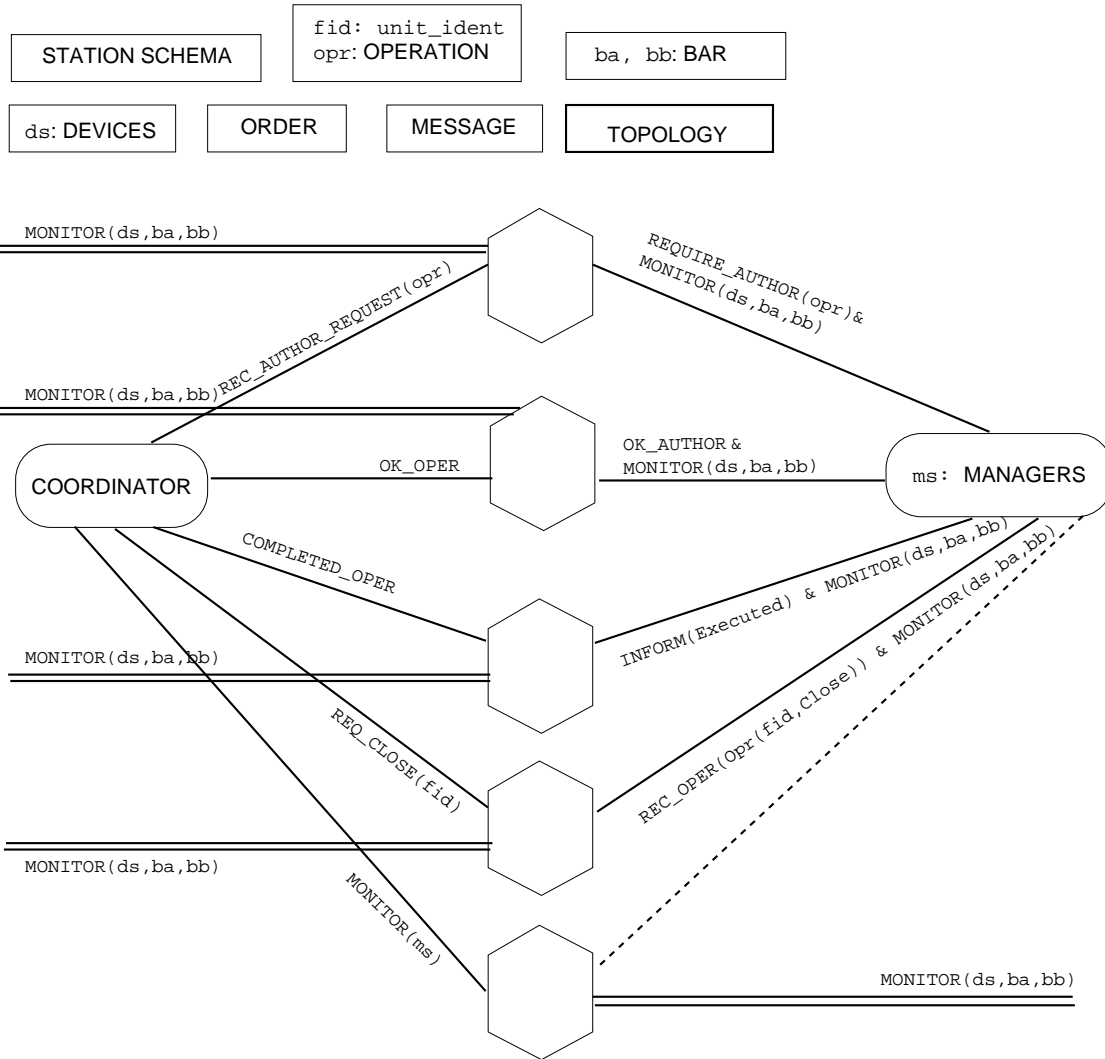 fid: unit_ident
opr: OPERATION
STATION SCHEMA
ba, bb: BAR
ds: DEVICES
ORDER
MESSAGE
TOPOLOGY
MONITOR(ds,ba,bb)
REC_AUTHOR_REQUEST(opr)
REQUIRE_AUTHOR(opr)&
MONITOR(ds,ba,bb)
MONITOR(ds,ba,bb)
OK_OPER
OK_AUTHOR &
MONITOR(ds,ba,bb)
COORDINATOR
ms: MANAGERS
COMPLETED_OPER
INFORM(Executed) & MONITOR(ds,ba,bb)
MONITOR(ds,ba,bb)
REQ_CLOSE(fid)
REC_OPER(Opr(fid,Close)) & MONITOR(ds,ba,bb)
MONITOR(ds,ba,bb)
MONITOR(ms)
MONITOR(ds,ba,bb)